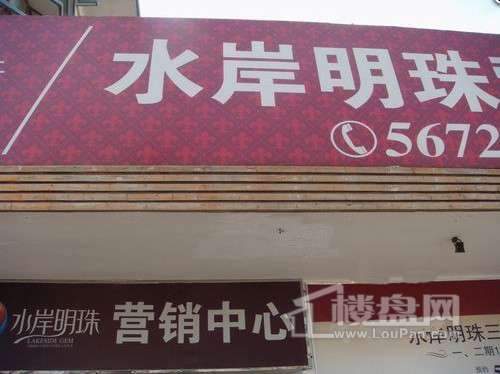 水岸明珠
5672
水岸明珠 营销中心
LAKESIDE GEM
楼盘网
www.LouPan.com
水岸明珠三
一、二期1